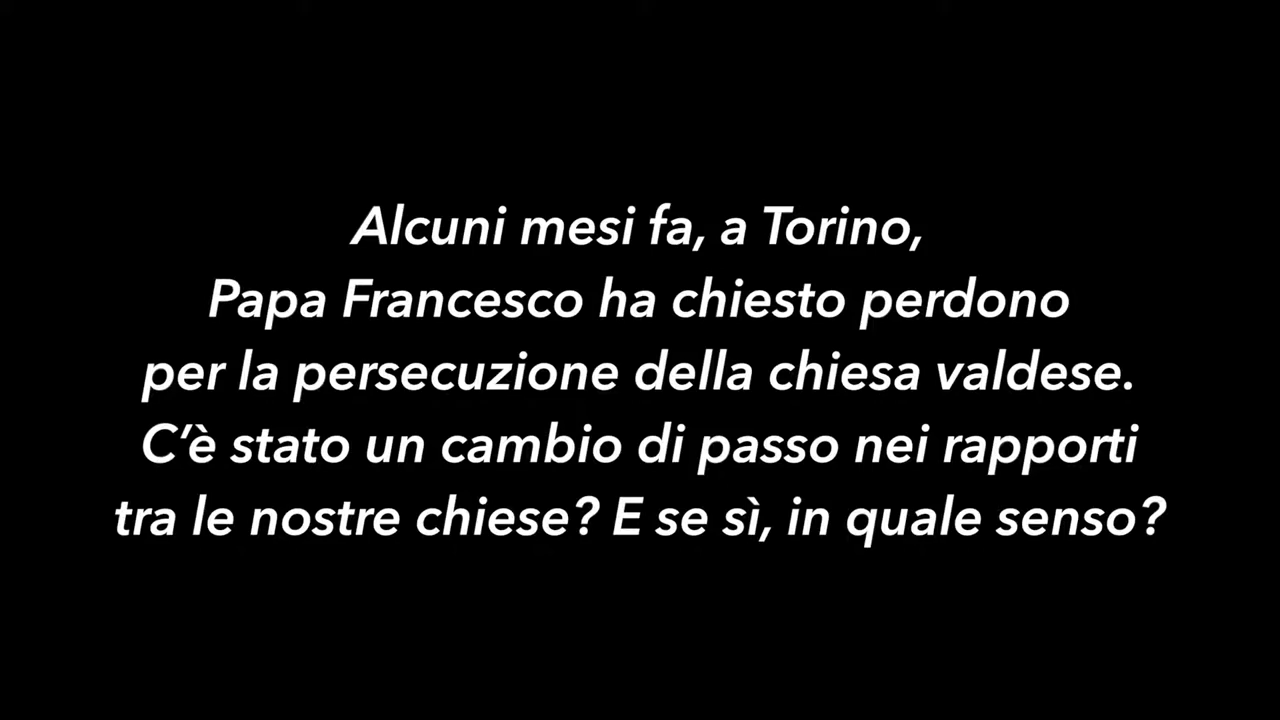 Alcuni mesi fa, a Torino,
Papa Francesco ha chiesto perdono
per la persecuzione della chiesa valdese.
C’è stato un cambio di passo nei rapporti
tra le nostre chiese? E se sì, in quale senso?